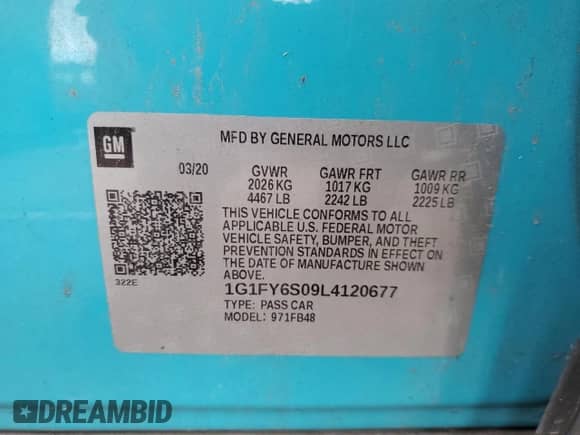 GM
MFD BY GENERAL MOTORS LLC
03/20 GVWR GAWR FRT GAWR RR
2026 KG 1017 KG 1009 KG
4467 LB 2242 LB 2225 LB
THIS VEHICLE CONFORMS TO ALL
APPLICABLE U.S. FEDERAL MOTOR
VEHICLE SAFETY, BUMPER, AND THEFT
PREVENTION STANDARDS IN EFFECT ON
THE DATE OF MANUFACTURE SHOWN
ABOVE.
322E
1G1FY6S09L4120677
TYPE: PASS CAR
MODEL: 971FB48
DREAMBID